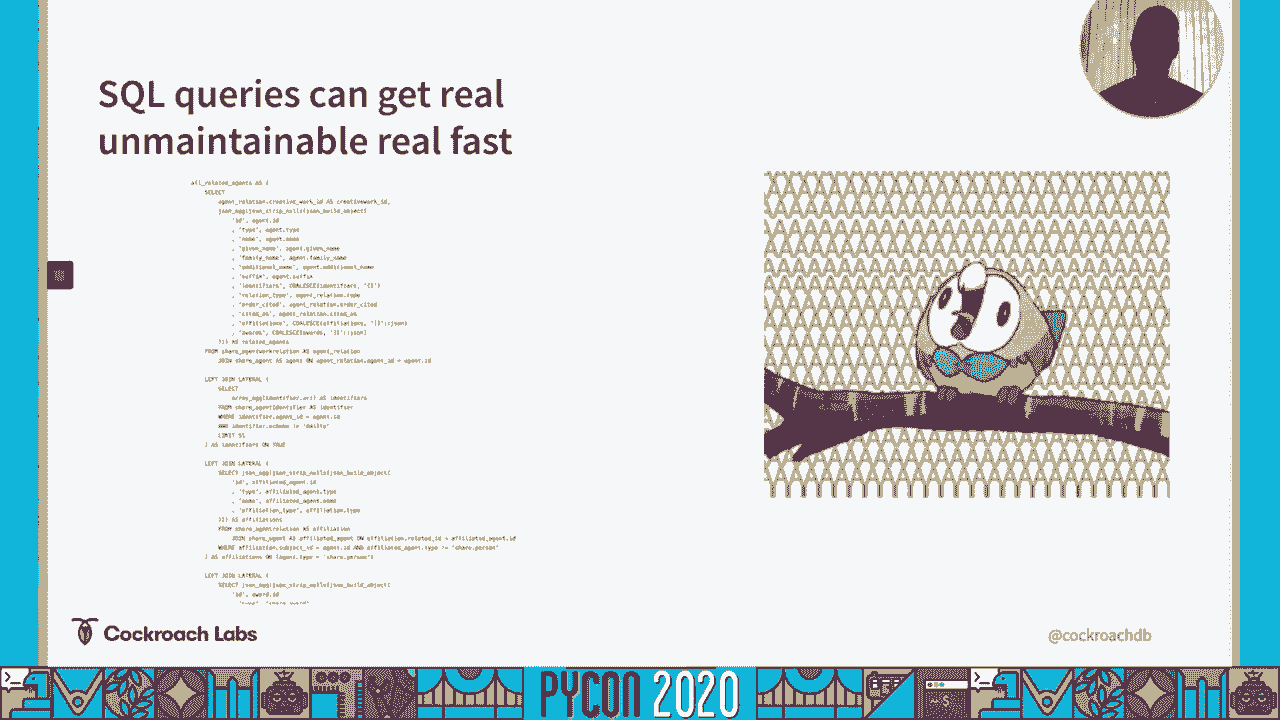 SQL queries can get real
unmaintainable real fast
all_related_agents AS (
SELECT
agent_relation.creative_work_id AS creativework_id,
json_agg(json_strip_nulls(json_build_object(
'id', agent.id
, 'type', agent.type
, 'name', agent.name
, 'given_name', agent.given_name
, 'family_name', agent.family_name
, 'additional_name', agent.additional_name
, 'suffix', agent.suffix
, 'identifiers', COALESCE(identifiers, '{}')
, 'relation_type', agent_relation.type
, 'order_cited', agent_relation.order_cited
, 'cited_as', agent_relation.cited_as
, 'affiliations', COALESCE(affiliations, '[]'::json)
, 'awards', COALESCE(awards, '[]'::json)
))) AS related_agents
FROM share_agentworkrelation AS agent_relation
JOIN share_agent AS agent ON agent_relation.agent_id = agent.id
LEFT JOIN LATERAL (
SELECT
array_agg(identifier.uri) AS identifiers
FROM share_agentidentifier AS identifier
WHERE identifier.agent_id = agent.id
AND identifier.scheme != 'mailto'
LIMIT 51
) AS identifiers ON TRUE
LEFT JOIN LATERAL (
SELECT json_agg(json_strip_nulls(json_build_object(
'id', affiliated_agent.id
, 'type', affiliated_agent.type
, 'name', affiliated_agent.name
, 'affiliation_type', affiliation.type
))) AS affiliations
FROM share_agentrelation AS affiliation
JOIN share_agent AS affiliated_agent ON affiliation.related_id = affiliated_agent.id
WHERE affiliation.subject_id = agent.id AND affiliated_agent.type != 'share.person'
) AS affiliations ON (agent.type = 'share.person')
LEFT JOIN LATERAL (
SELECT json_agg(json_strip_nulls(json_build_object(
'id', award.id
Cockroach Labs
@cockroachdb
PYCON 2020